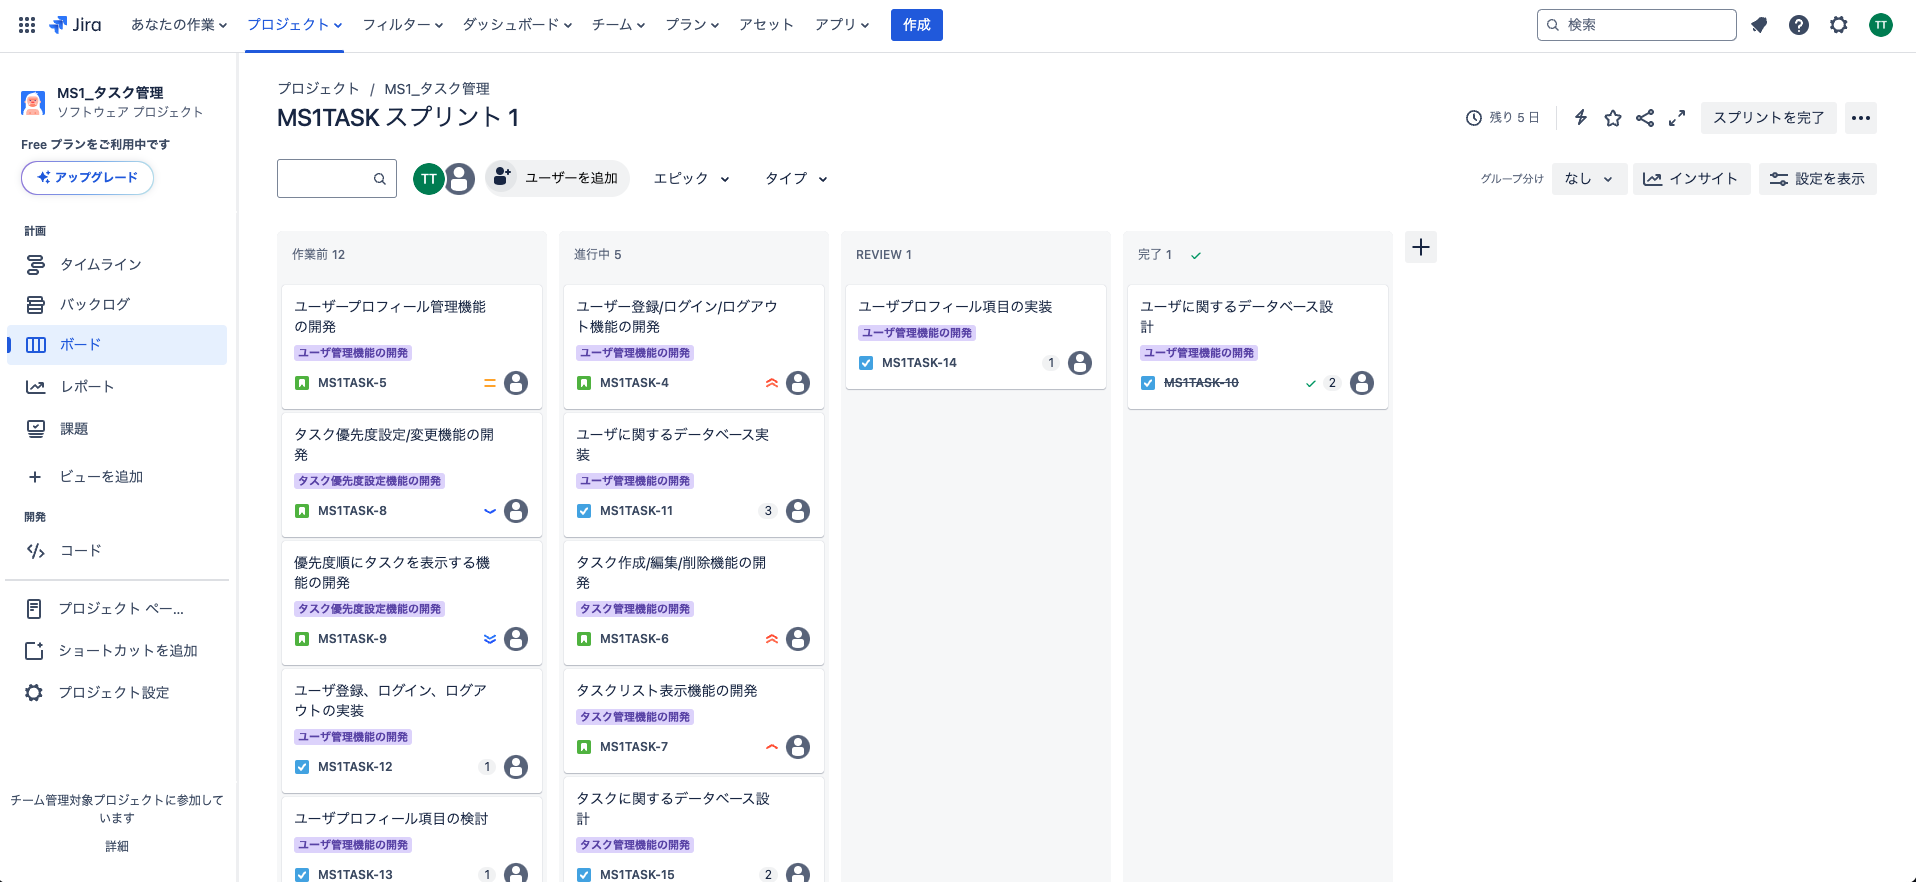 Jira
あなたの作業
プロジェクト
フィルター
ダッシュボード
チーム
プラン
アセット
アプリ
作成
検索
TT
MS1_タスク管理
ソフトウェア プロジェクト
Free プランをご利用中です
アップグレード
計画
タイムライン
バックログ
ボード
レポート
課題
ビューを追加
開発
コード
プロジェクト ペー...
ショートカットを追加
プロジェクト設定
チーム管理対象プロジェクトに参加して
います
詳細
プロジェクト / MS1_タスク管理
MS1TASK スプリント 1
残り 5 日
スプリントを完了
TT
ユーザーを追加
エピック
タイプ
グループ分け
なし
インサイト
設定を表示
作業前 12
ユーザープロフィール管理機能
の開発
ユーザ管理機能の開発
MS1TASK-5
タスク優先度設定/変更機能の開
発
タスク優先度設定機能の開発
MS1TASK-8
優先度順にタスクを表示する機
能の開発
タスク優先度設定機能の開発
MS1TASK-9
ユーザ登録、ログイン、ログア
ウトの実装
ユーザ管理機能の開発
MS1TASK-12 1
ユーザプロフィール項目の検討
ユーザ管理機能の開発
MS1TASK-13 1
進行中 5
ユーザー登録/ログイン/ログアウ
ト機能の開発
ユーザ管理機能の開発
MS1TASK-4
ユーザに関するデータベース実
装
ユーザ管理機能の開発
MS1TASK-11 3
タスク作成/編集/削除機能の開
発
タスク管理機能の開発
MS1TASK-6
タスクリスト表示機能の開発
タスク管理機能の開発
MS1TASK-7
タスクに関するデータベース設
計
タスク管理機能の開発
MS1TASK-15 2
REVIEW 1
ユーザプロフィール項目の実装
ユーザ管理機能の開発
MS1TASK-14 1
完了 1
ユーザに関するデータベース設
計
ユーザ管理機能の開発
MS1TASK-10 2